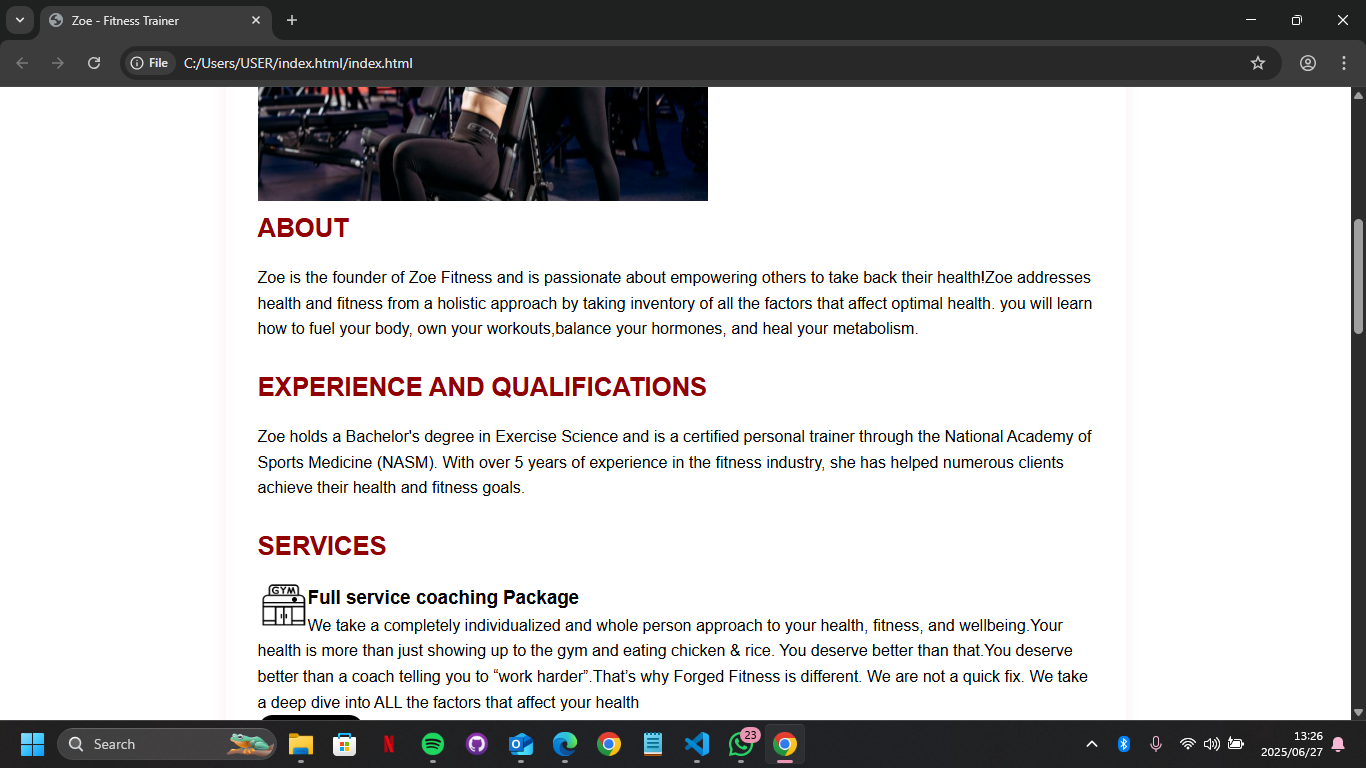 Zoe - Fitness Trainer
File
C:/Users/USER/index.html/index.html
ABOUT
Zoe is the founder of Zoe Fitness and is passionate about empowering others to take back their health!Zoe addresses
health and fitness from a holistic approach by taking inventory of all the factors that affect optimal health. you will learn
how to fuel your body, own your workouts,balance your hormones, and heal your metabolism.
EXPERIENCE AND QUALIFICATIONS
Zoe holds a Bachelor's degree in Exercise Science and is a certified personal trainer through the National Academy of
Sports Medicine (NASM). With over 5 years of experience in the fitness industry, she has helped numerous clients
achieve their health and fitness goals.
SERVICES
GYM
Full service coaching Package
We take a completely individualized and whole person approach to your health, fitness, and wellbeing.Your
health is more than just showing up to the gym and eating chicken & rice. You deserve better than that.You deserve
better than a coach telling you to “work harder”.That’s why Forged Fitness is different. We are not a quick fix. We take
a deep dive into ALL the factors that affect your health
Search
23
13:26
2025/06/27